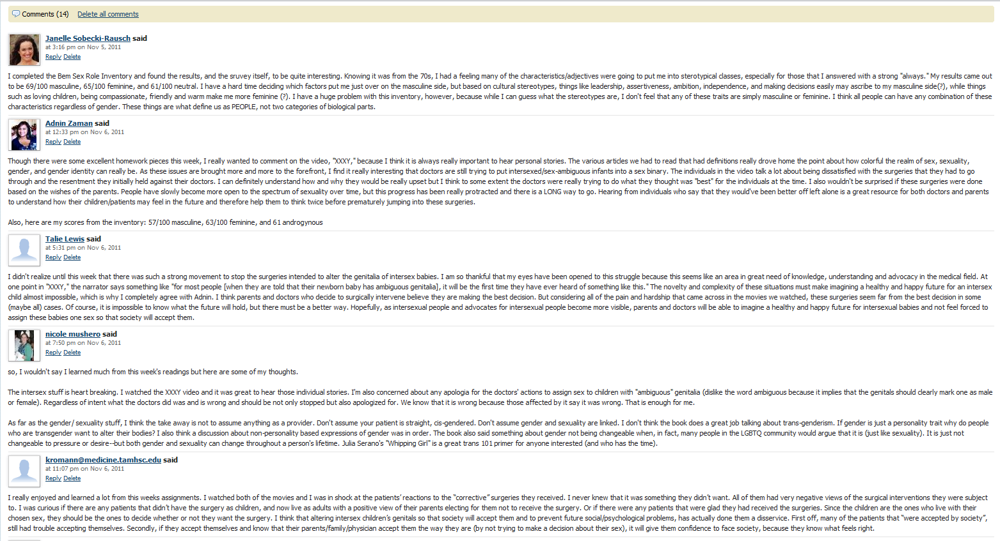 Comments (14) Delete all comments
Janelle Sobecki-Rausch said
at 3:16 pm on Nov 5, 2011
Reply Delete
I completed the Bem Sex Role Inventory and found the results, and the sruvey itself, to be quite interesting. Knowing it was from the 70s, I had a feeling many of the characteristics/adjectives were going to put me into sterotypical classes, especially for those that I answered with a strong "always." My results came out
to be 69/100 masculine, 65/100 feminine, and 61/100 neutral. I have a hard time deciding which factors put me just over on the masculine side, but based on cultural stereotypes, things like leadership, assertiveness, ambition, independence, and making decisions easily may ascribe to my masculine side(?), while things
such as loving children, being compassionate, friendly and warm make me more feminine (?). I have a huge problem with this inventory, however, because while I can guess what the stereotypes are, I don't feel that any of these traits are simply masculine or feminine. I think all people can have any combination of these
characteristics regardless of gender. These things are what define us as PEOPLE, not two categories of biological parts.
Adnin Zaman said
at 12:33 pm on Nov 6, 2011
Reply Delete
Though there were some excellent homework pieces this week, I really wanted to comment on the video, "XXXY," because I think it is always really important to hear personal stories. The various articles we had to read that had definitions really drove home the point about how colorful the realm of sex, sexuality,
gender, and gender identity can really be. As these issues are brought more and more to the forefront, I find it really interesting that doctors are still trying to put intersexed/sex-ambiguous infants into a sex binary. The individuals in the video talk a lot about being dissatisfied with the surgeries that they had to go
through and the resentment they initially held against their doctors. I can definitely understand how and why they would be really upset but I think to some extent the doctors were really trying to do what they thought was "best" for the individuals at the time. I also wouldn't be surprised if these surgeries were done
based on the wishes of the parents. People have slowly become more open to the spectrum of sexuality over time, but this progress has been really protracted and there is a LONG way to go. Hearing from individuals who say that they would've been better off left alone is a great resource for both doctors and parents
to understand how their children/patients may feel in the future and therefore help them to think twice before prematurely jumping into these surgeries.
Also, here are my scores from the inventory: 57/100 masculine, 63/100 feminine, and 61 androgynous
Talie Lewis said
at 5:31 pm on Nov 6, 2011
Reply Delete
I didn't realize until this week that there was such a strong movement to stop the surgeries intended to alter the genitalia of intersex babies. I am so thankful that my eyes have been opened to this struggle because this seems like an area in great need of knowledge, understanding and advocacy in the medical field. At
one point in "XXXY," the narrator says something like "for most people [when they are told that their newborn baby has ambiguous genitalia], it will be the first time they have ever heard of something like this." The novelty and complexity of these situations must make imagining a healthy and happy future for an intersex
child almost impossible, which is why I completely agree with Adnin. I think parents and doctors who decide to surgically intervene believe they are making the best decision. But considering all of the pain and hardship that came across in the movies we watched, these surgeries seem far from the best decision in some
(maybe all) cases. Of course, it is impossible to know what the future will hold, but there must be a better way. Hopefully, as intersexual people and advocates for intersexual people become more visible, parents and doctors will be able to imagine a healthy and happy future for intersexual babies and not feel forced to
assign these babies one sex so that society will accept them.
nicole mushero said
at 7:50 pm on Nov 6, 2011
Reply Delete
so, I wouldn't say I learned much from this week's readings but here are some of my thoughts.
The intersex stuff is heart breaking. I watched the XXXY video and it was great to hear those individual stories. I'm also concerned about any apologia for the doctors' actions to assign sex to children with "ambiguous" genitalia (dislike the word ambiguous because it implies that the genitals should clearly mark one as male
or female). Regardless of intent what the doctors did was and is wrong and should be not only stopped but also apologized for. We know that it is wrong because those affected by it say it was wrong. That is enough for me.
As far as the gender/ sexuality stuff, I think the take away is not to assume anything as a provider. Don't assume your patient is straight, cis-gendered. Don't assume gender and sexuality are linked. I don't think the book does a great job talking about trans-genderism. If gender is just a personality trait why do people
who are transgender want to alter their bodies? I also think a discussion about non-personality based expressions of gender was in order. The book also said something about gender not being changeable when, in fact, many people in the LGBTQ community would argue that it is (just like sexuality). It is just not
changeable to pressure or desire--but both gender and sexuality can change throughout a person's lifetime. Julia Serano's "Whipping Girl" is a great trans 101 primer for anyone interested (and who has the time).
kromann@medicine.tamhsc.edu said
at 11:07 pm on Nov 6, 2011
Reply Delete
I really enjoyed and learned a lot from this weeks assignments. I watched both of the movies and I was in shock at the patients’ reactions to the “corrective” surgeries they received. I never knew that it was something they didn’t want. All of them had very negative views of the surgical interventions they were subject
to. I was curious if there are any patients that didn’t have the surgery as children, and now live as adults with a positive view of their parents electing for them not to receive the surgery. Or if there were any patients that were glad they had received the surgeries. Since the children are the ones who live with their
chosen sex, they should be the ones to decide whether or not they want the surgery. I think that altering intersex children’s genitals so that society will accept them and to prevent future social/psychological problems, has actually done them a disservice. First off, many of the patients that “were accepted by society”,
still had trouble accepting themselves. Secondly, if they accept themselves and know that their parents/family/physician accept them the way they are (by not trying to make a decision about their sex), it will give them confidence to face society, because they know what feels right.